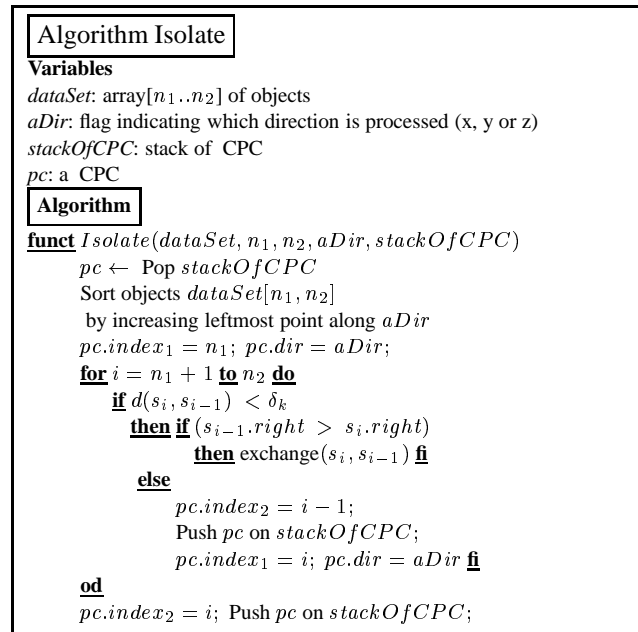 Algorithm Isolate
Variables
dataSet: array[n₁..n₂] of objects
aDir: flag indicating which direction is processed (x, y or z)
stackOfCPC: stack of CPC
pc: a CPC
Algorithm
funct Isolate(dataSet, n₁, n₂, aDir, stackOfCPC)
pc ← Pop stackOfCPC
Sort objects dataSet[n₁, n₂]
by increasing leftmost point along aDir
pc.index₁ = n₁; pc.dir = aDir;
for i = n₁ + 1 to n₂ do
if d(sᵢ, sᵢ₋₁) < δₖ
then if (sᵢ₋₁.right > sᵢ.right)
then exchange(sᵢ, sᵢ₋₁) fi
else
pc.index₂ = i − 1;
Push pc on stackOfCPC;
pc.index₁ = i; pc.dir = aDir fi
od
pc.index₂ = i; Push pc on stackOfCPC;